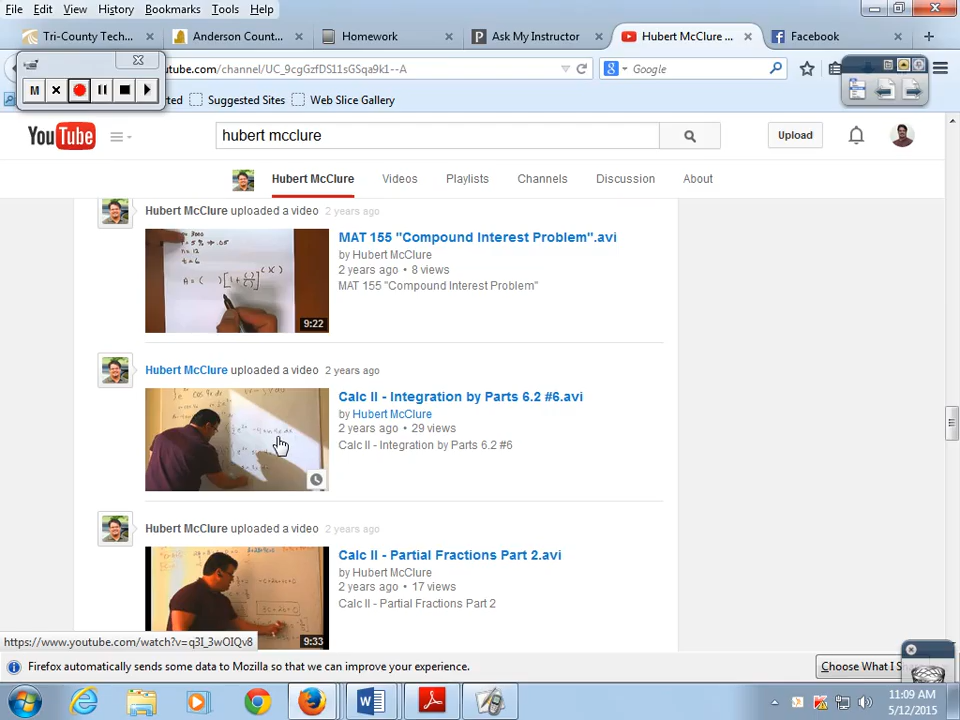 File Edit View History Bookmarks Tools Help
Tri-County Tech... × Anderson Count... × Homework × Ask My Instructor × Hubert McClure ... × Facebook × +
utube.com/channel/UC_9cgGzfDS11sGSqa9k1--A Google
M
ted Suggested Sites Web Slice Gallery
YouTube hubert mcclure Upload
Hubert McClure Videos Playlists Channels Discussion About
Hubert McClure uploaded a video 2 years ago
MAT 155 "Compound Interest Problem".avi
by Hubert McClure
2 years ago • 8 views
MAT 155 "Compound Interest Problem"
9:22
Hubert McClure uploaded a video 2 years ago
Calc II - Integration by Parts 6.2 #6.avi
by Hubert McClure
2 years ago • 29 views
Calc II - Integration by Parts 6.2 #6
Hubert McClure uploaded a video 2 years ago
Calc II - Partial Fractions Part 2.avi
by Hubert McClure
2 years ago • 17 views
Calc II - Partial Fractions Part 2
9:33
https://www.youtube.com/watch?v=q3I_3wOIQv8
Firefox automatically sends some data to Mozilla so that we can improve your experience. Choose What I S
11:09 AM
5/12/2015